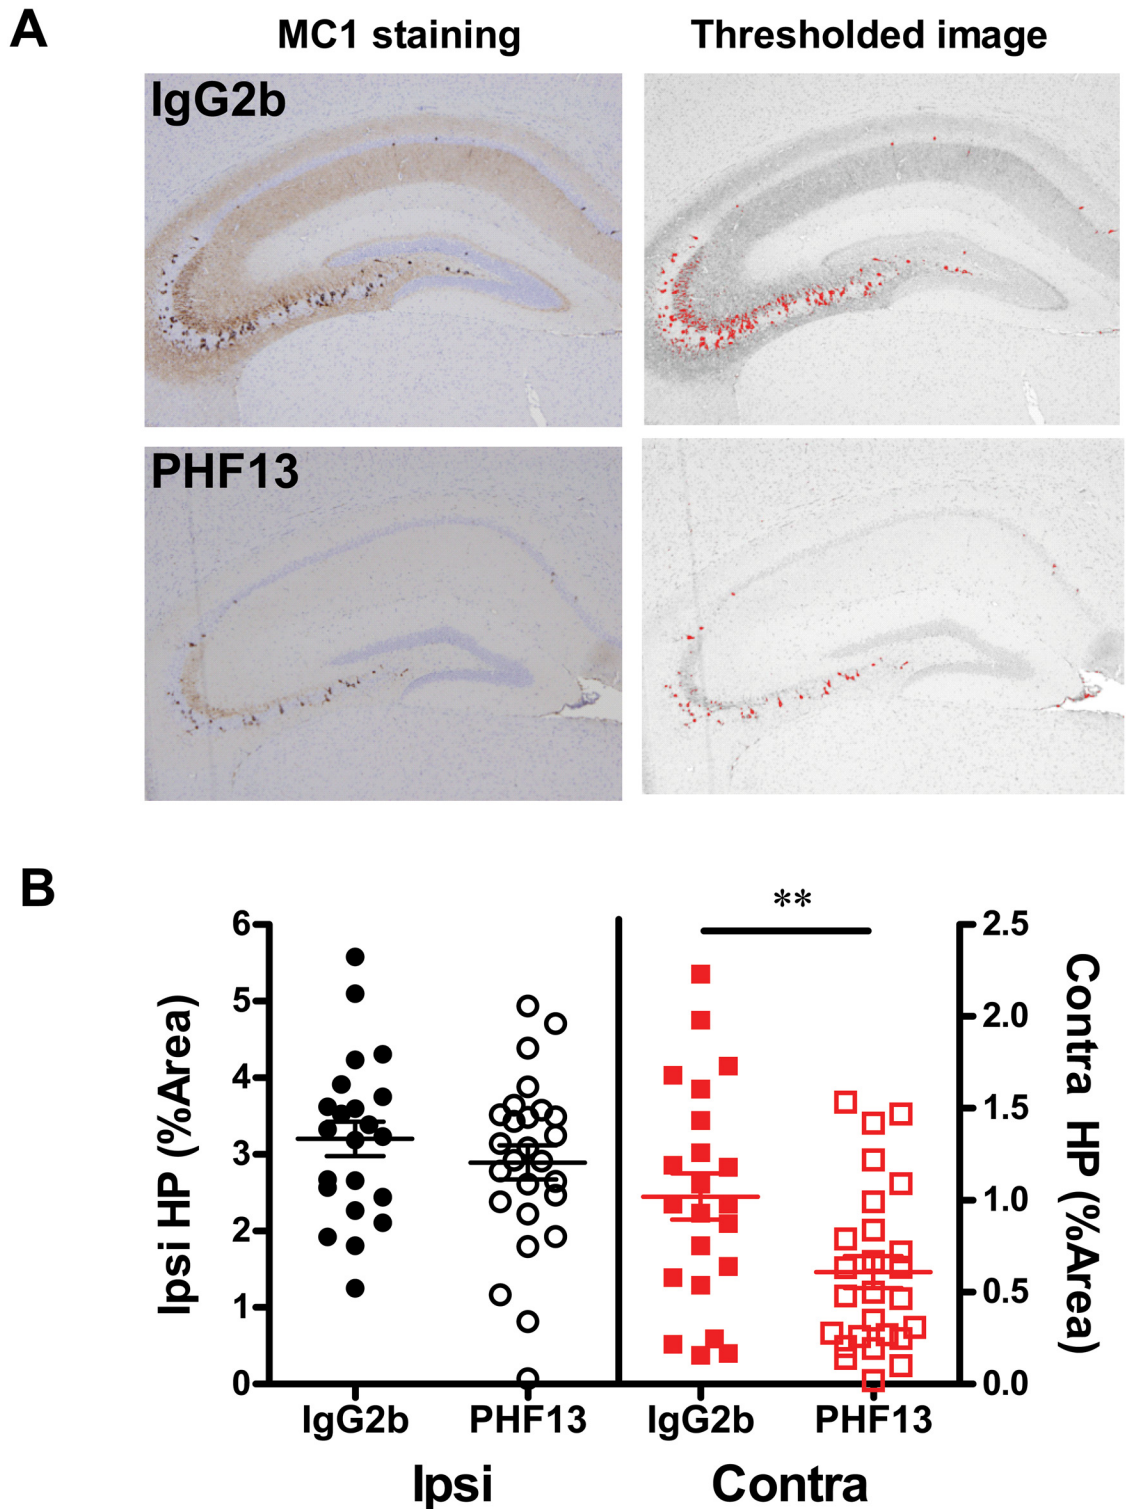 A
MC1 staining
Thresholded image
IgG2b
PHF13
B
**
6
5
4
3
2
1
0
Ipsi HP (%Area)
2.5
2.0
1.5
1.0
0.5
0.0
Contra HP (%Area)
IgG2b
PHF13
IgG2b
PHF13
Ipsi
Contra